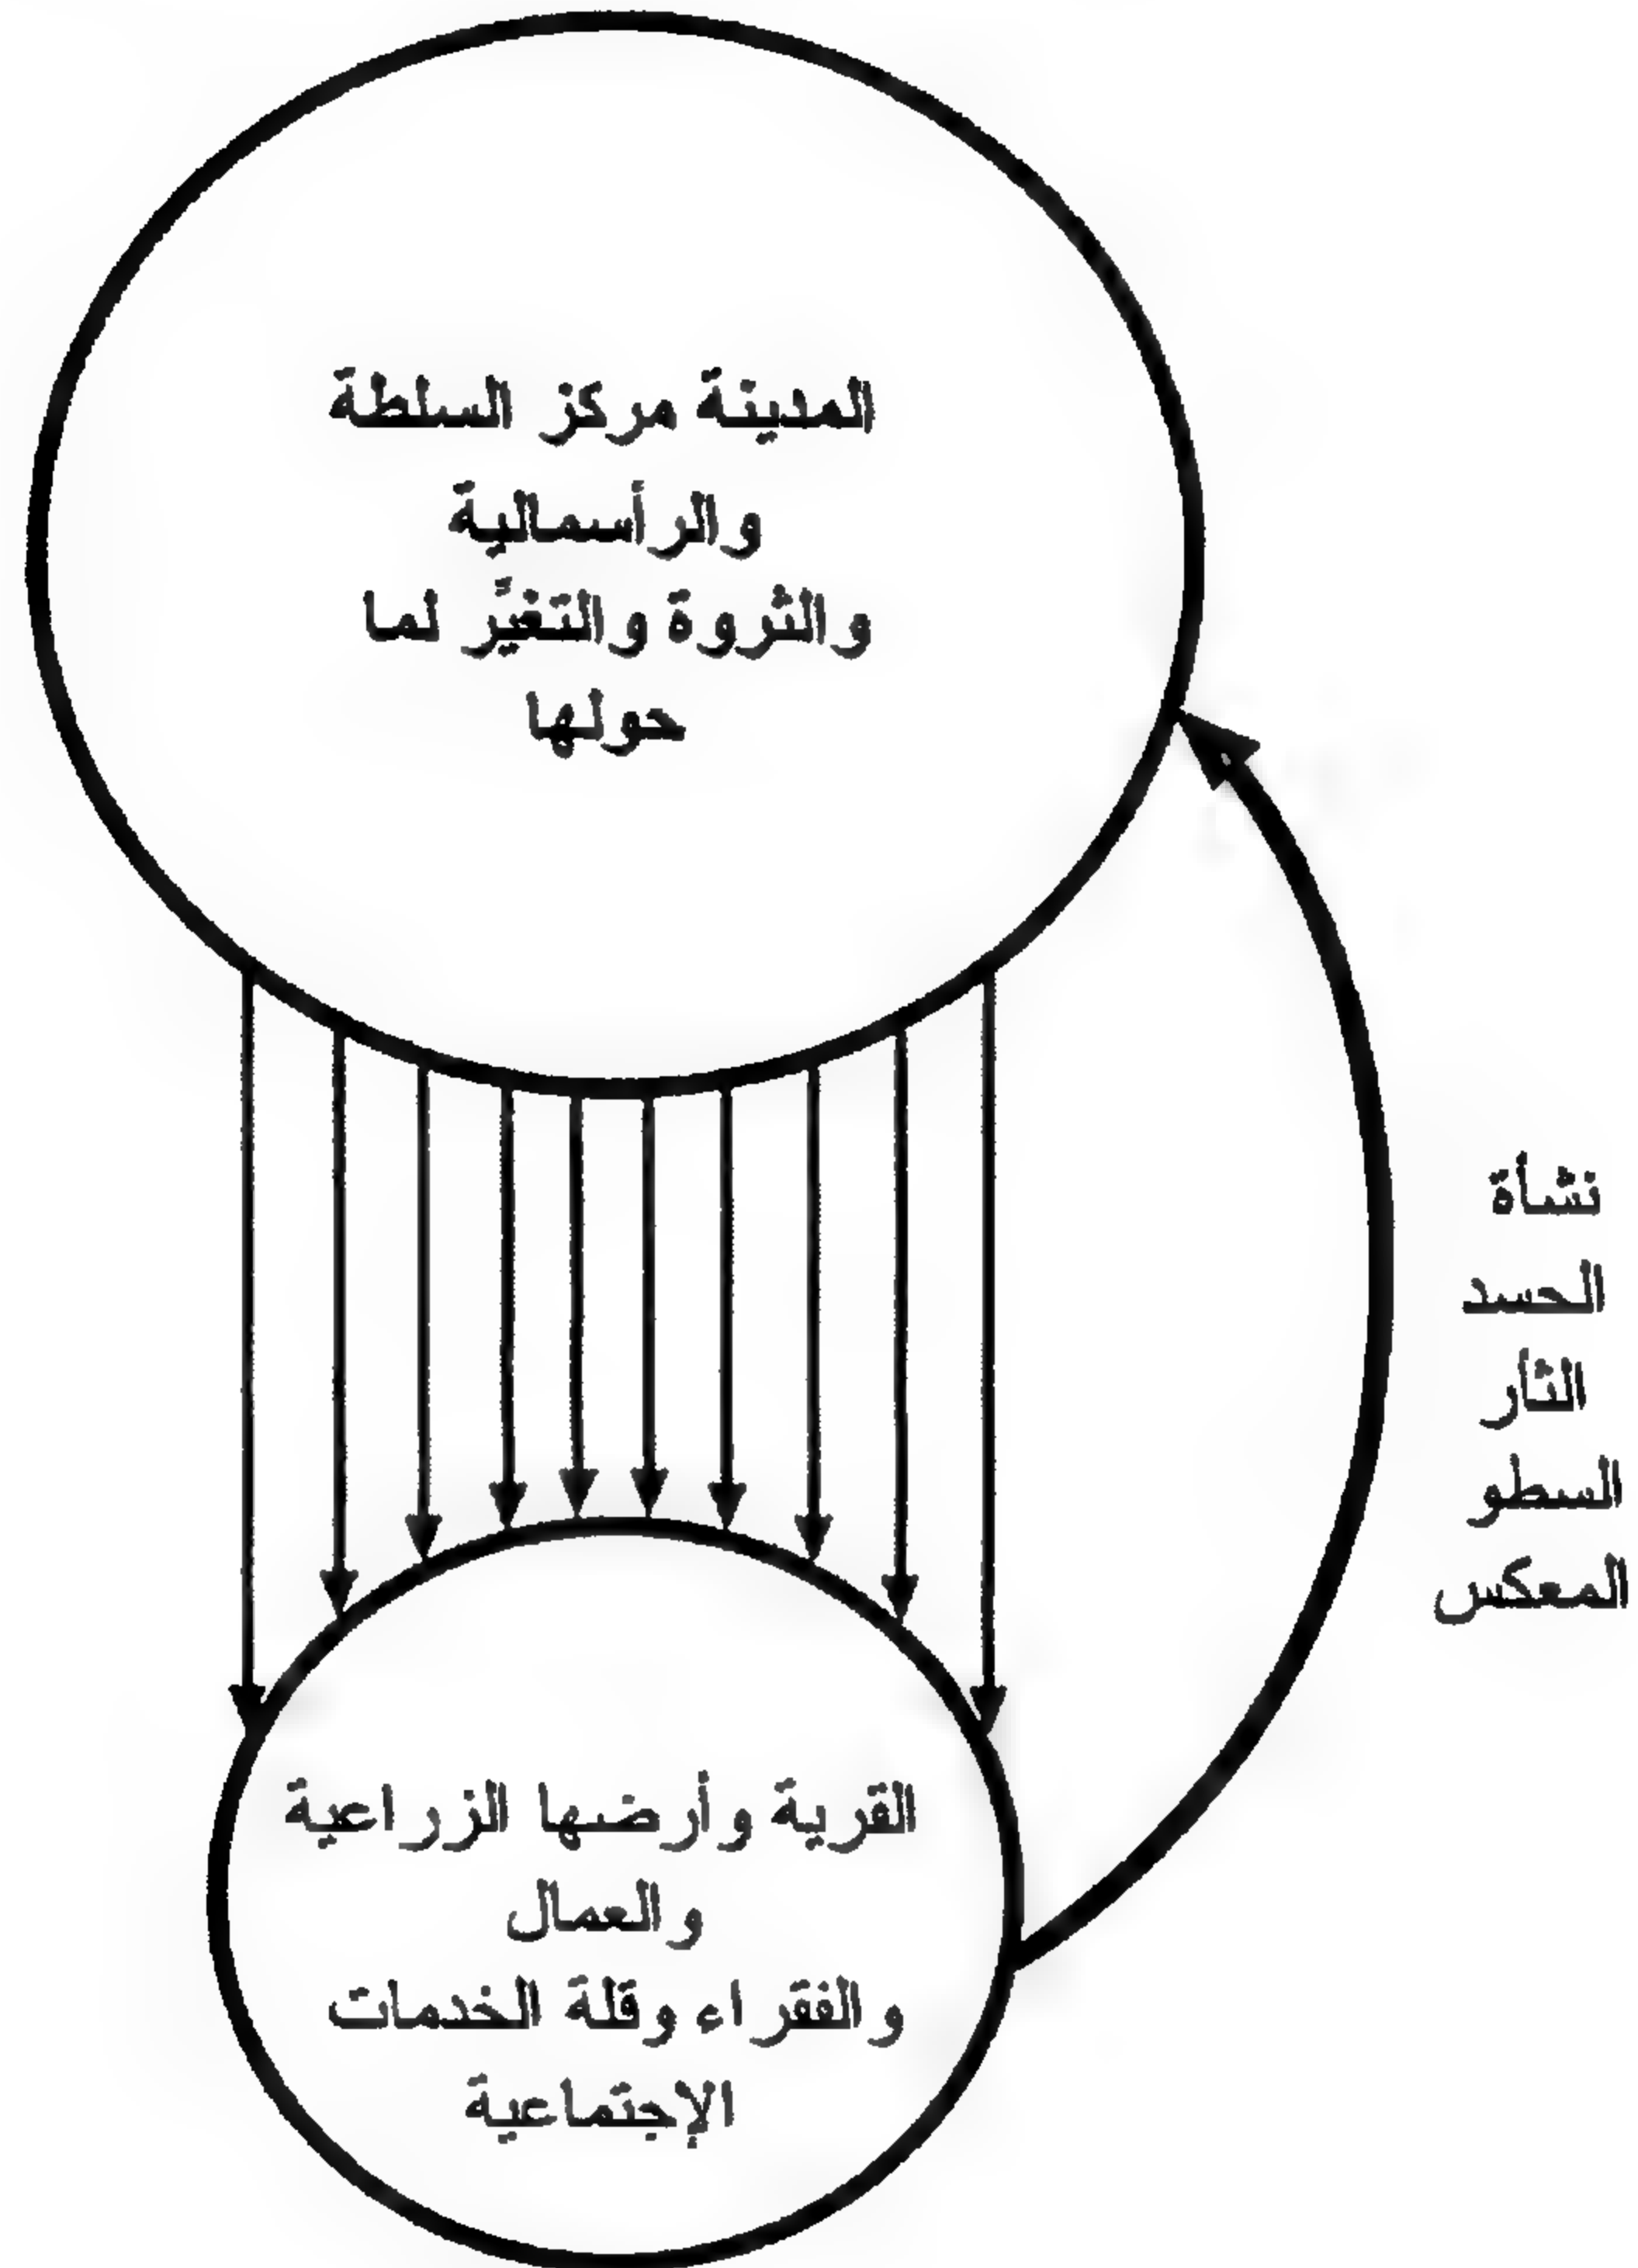 المدينة مركز السلطة
والرأسمالية
والثروة والتغيّر لما
حولها
نشأة
الحسد
الثأر
السطو
المعكس
القرية وأرضها الزراعية
والعمال
والفقراء وقلة الخدمات
الإجتماعية